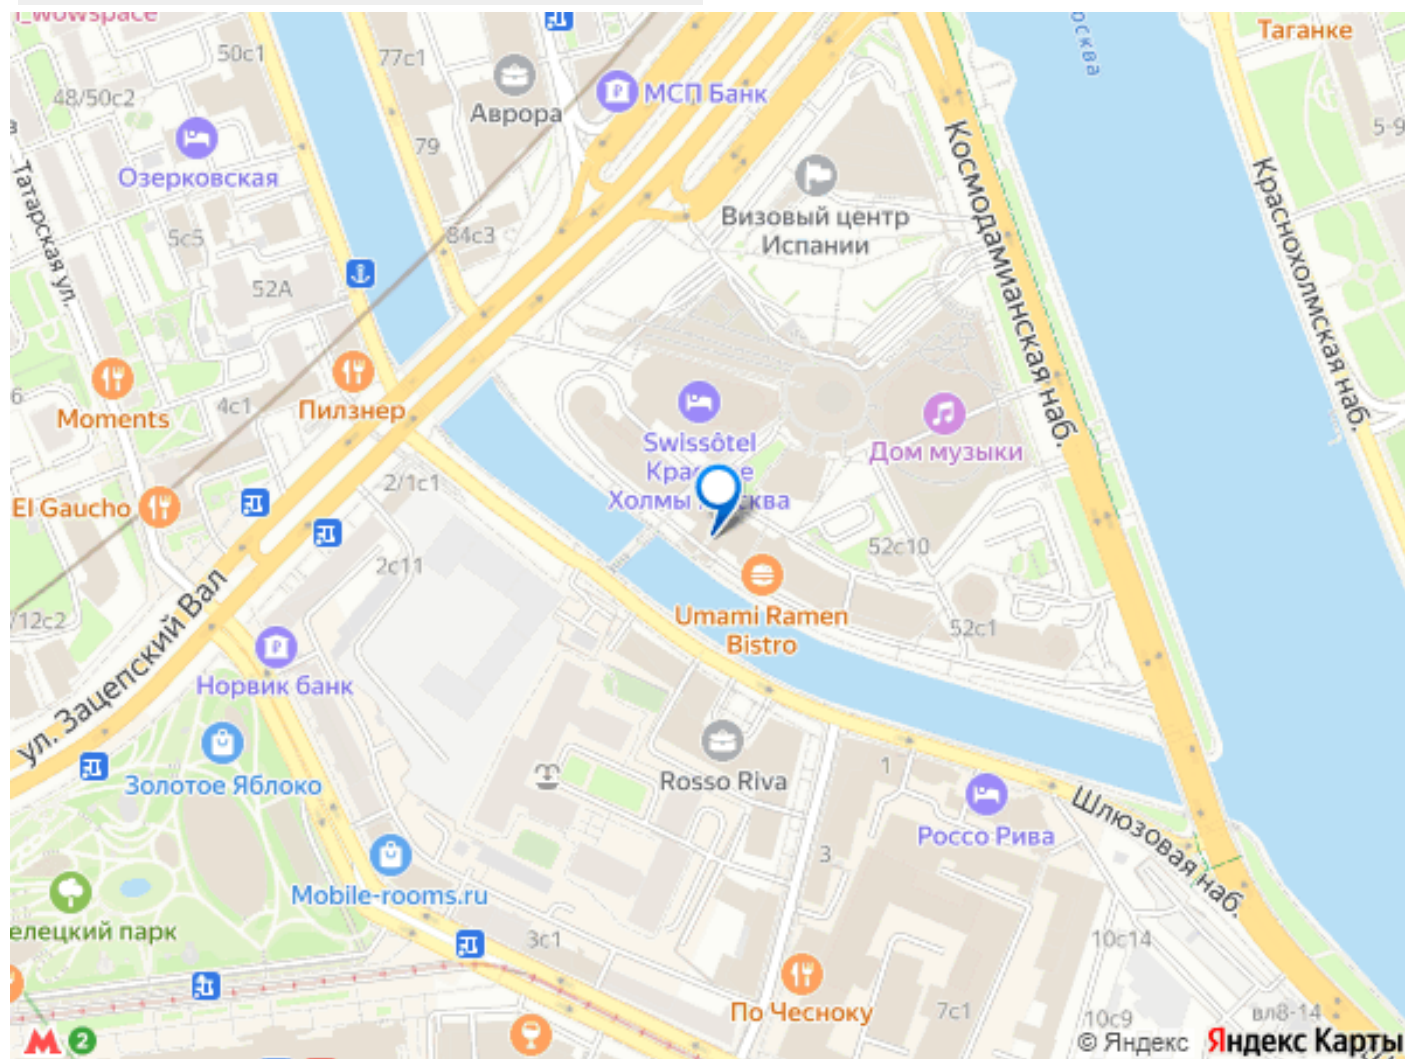 _wowspace
50с1
77с1
Москва
Таганке
48/50с2
Аврора
МСП Банк
79
5-9
Озерковская
Татарская ул.
Космодамианская наб.
Краснохолмская наб.
Визовый центр
Испании
5с5
84с3
52А
Moments
4с1
Пилзнер
Swissôtel
Холмы
Дом музыки
El Gaucho
2/1с1
2с11
52с10
/12с2
ул. Зацепский Вал
Umami Ramen
Bistro
52с1
Норвик банк
Золотое Яблоко
Rosso Riva
1
Россо Рива
Шлюзовая наб.
3
Mobile-rooms.ru
елецкий парк
3с1
10с14
По Чесноку
7с1
10с9
вл8-14
М 2
© Яндекс Яндекс Карты